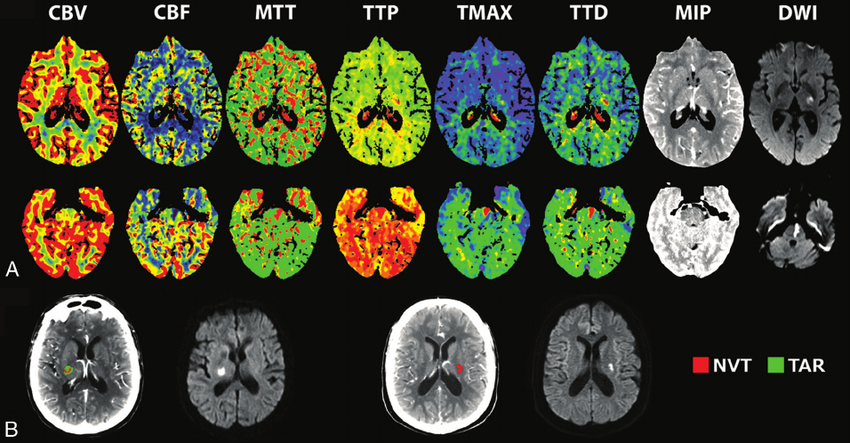 CBV CBF MTT TTP TMAX TTD MIP DWI
A
NVT TAR
B